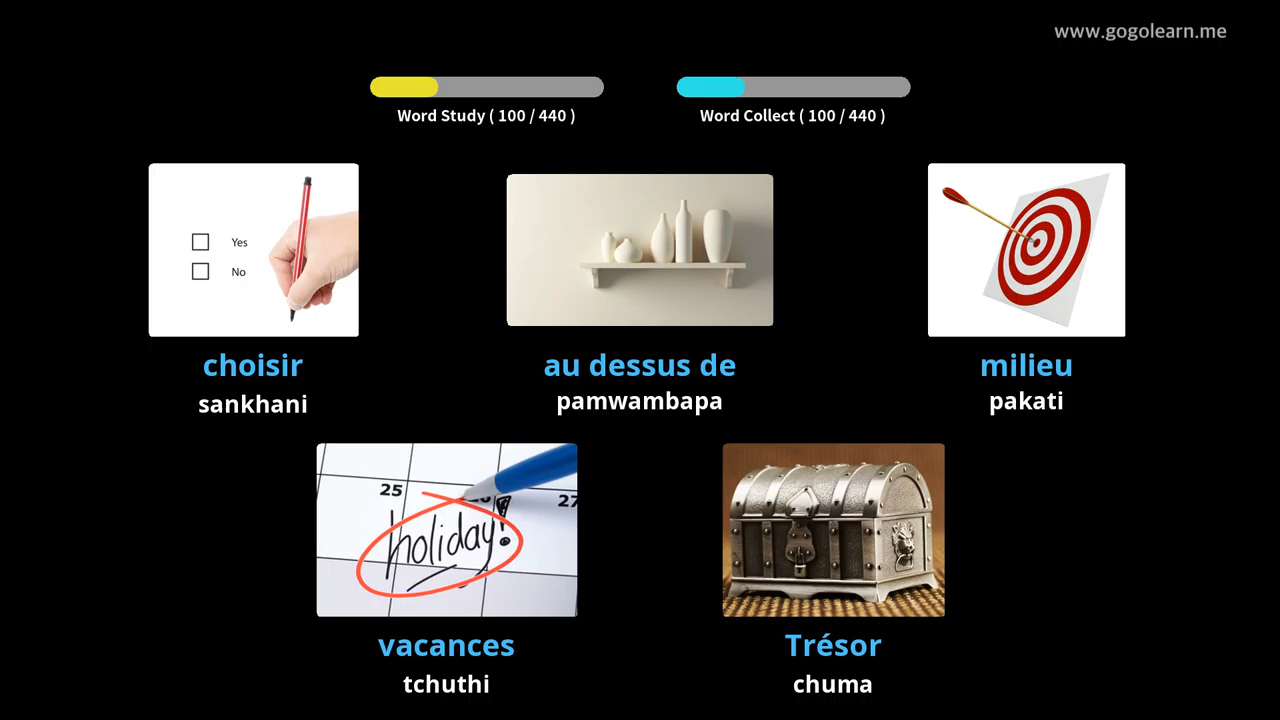 www.gogolearn.me
Word Study ( 100 / 440 )
Word Collect ( 100 / 440 )
Yes
No
choisir
sankhani
au dessus de
pamwambapa
milieu
pakati
25
27
holiday!
vacances
tchuthi
Trésor
chuma